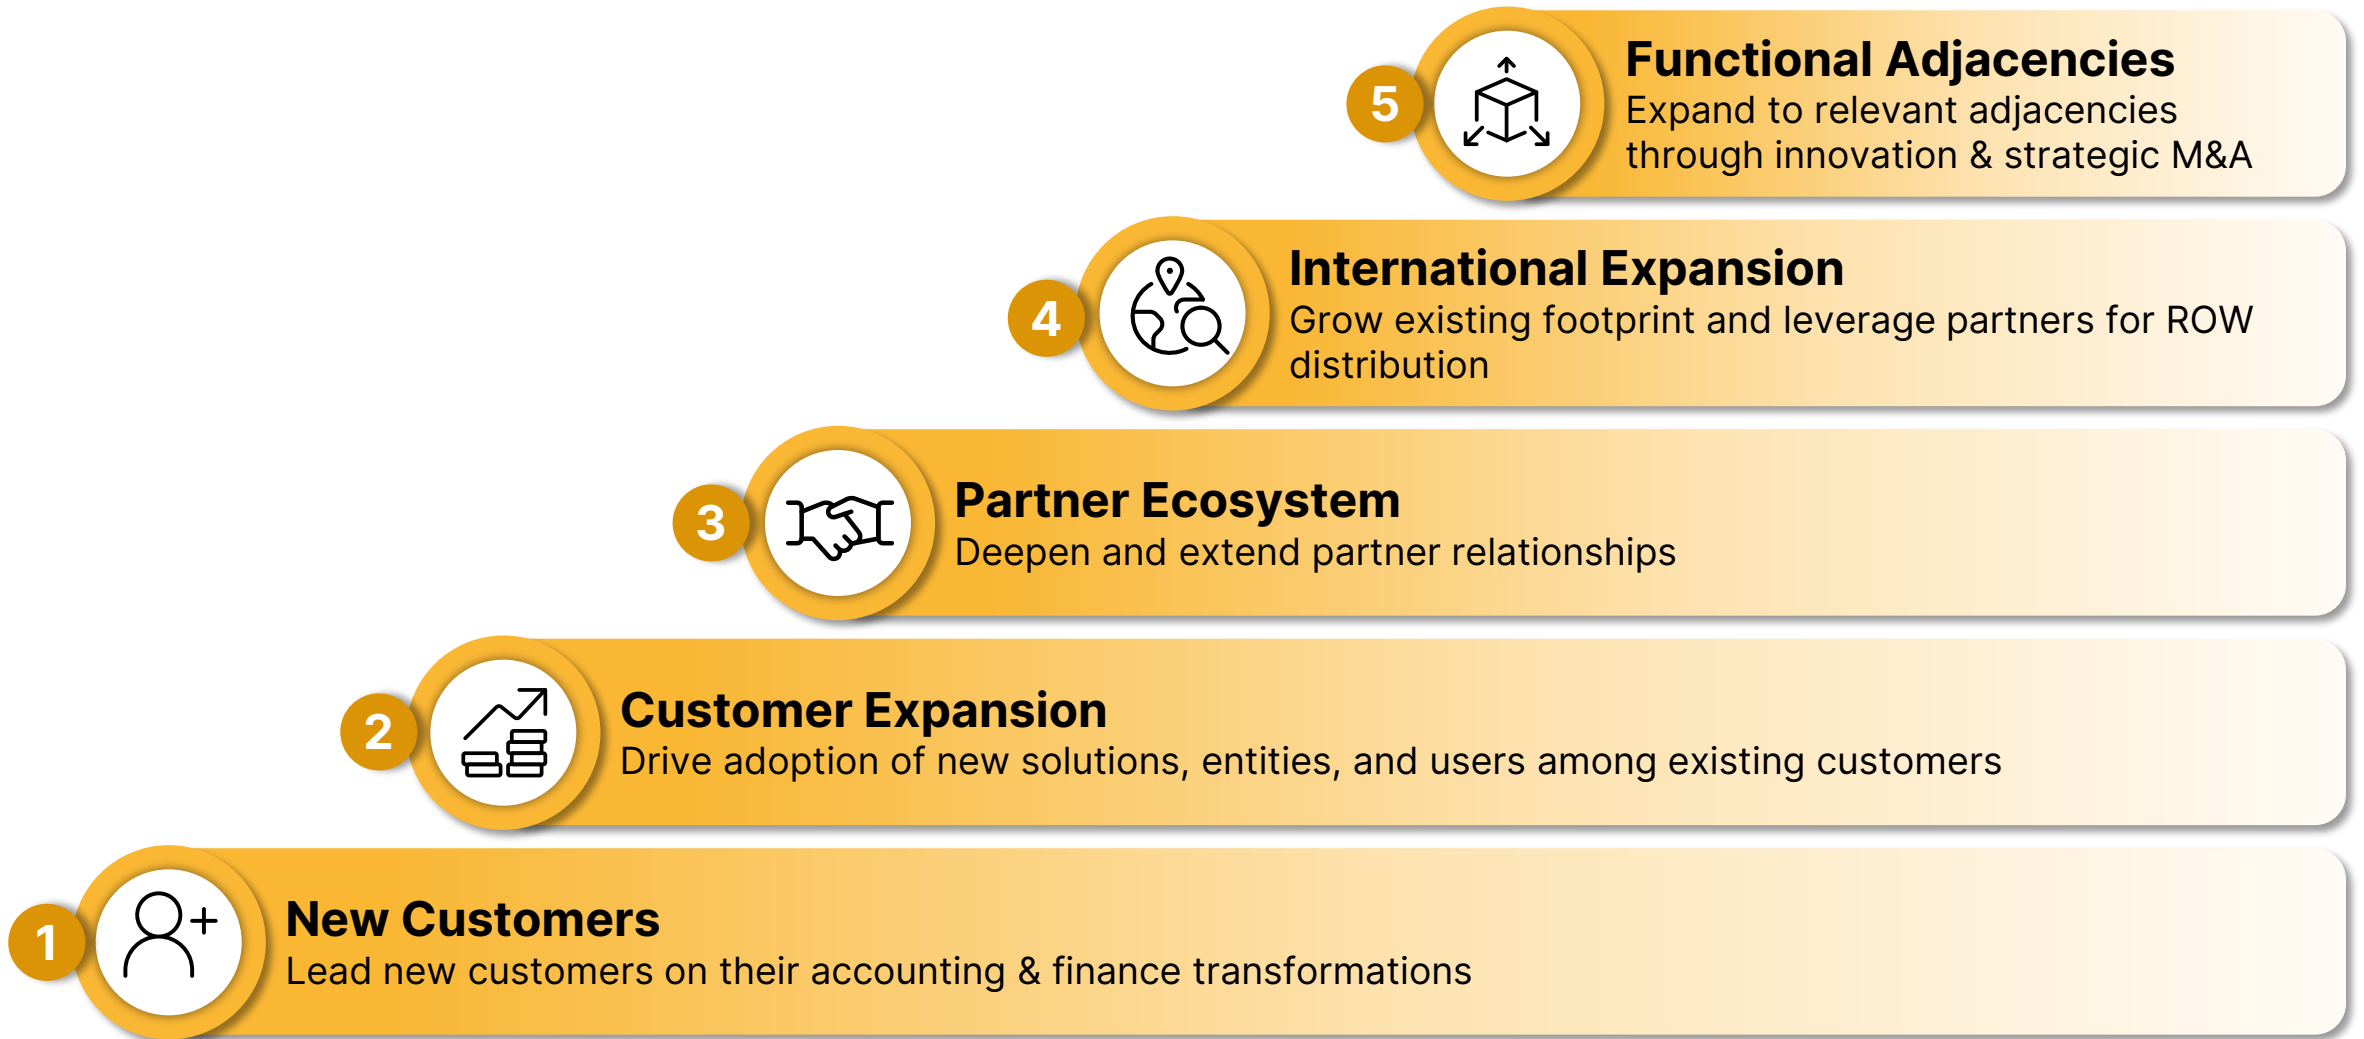 5
Functional Adjacencies
Expand to relevant adjacencies
through innovation & strategic M&A
4
International Expansion
Grow existing footprint and leverage partners for ROW
distribution
3
Partner Ecosystem
Deepen and extend partner relationships
2
Customer Expansion
Drive adoption of new solutions, entities, and users among existing customers
1
New Customers
Lead new customers on their accounting & finance transformations